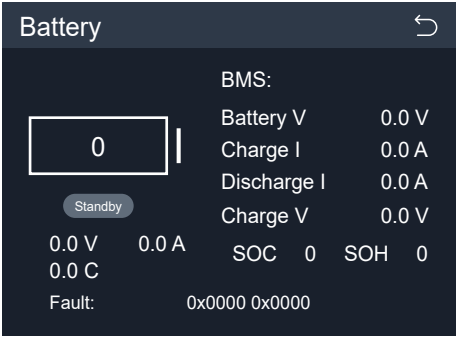 Battery
BMS:
Battery V 0.0 V
Charge I 0.0 A
Discharge I 0.0 A
Charge V 0.0 V
SOC 0 SOH 0
0
Standby
0.0 V 0.0 A
0.0 C
Fault: 0x0000 0x0000